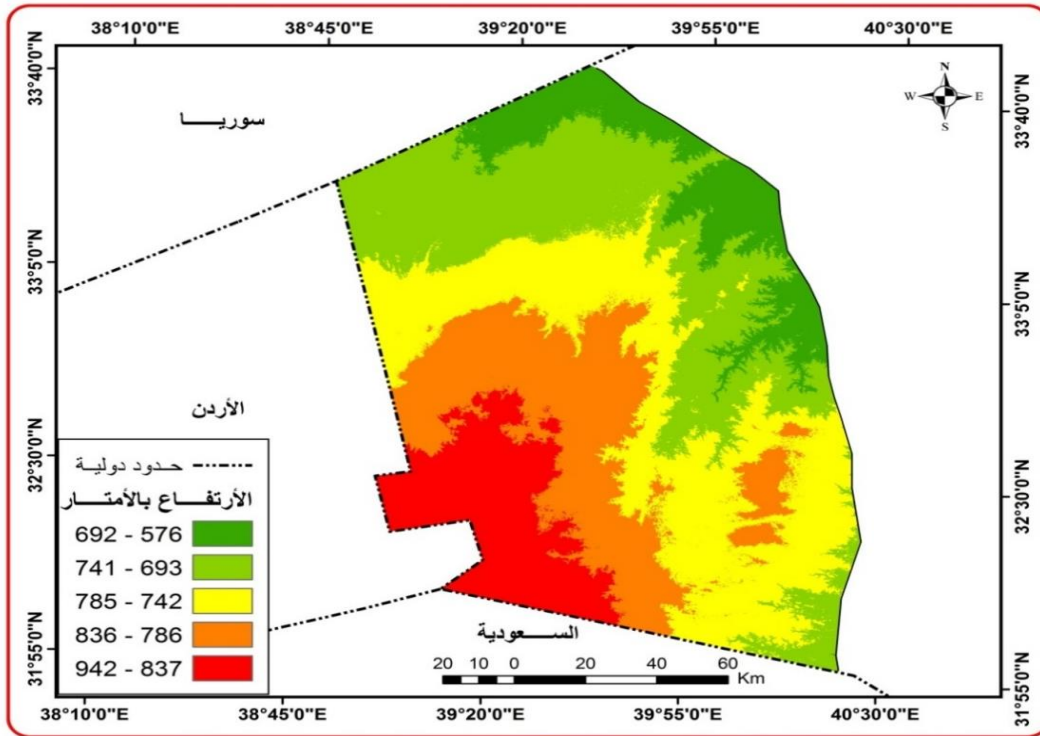 38°10'0"E 38°45'0"E 39°20'0"E 39°55'0"E 40°30'0"E
33°40'0"N
33°5'0"N
32°30'0"N
31°55'0"N
سوريـــــا
N
W E
S
33°40'0"N
33°5'0"N
32°30'0"N
31°55'0"N
الأردن
حـدود دوليـة
الأرتفـــاع بالأمتـــار
692 - 576
741 - 693
785 - 742
836 - 786
942 - 837
الســـعودية
20 10 0 20 40 60
Km
38°10'0"E 38°45'0"E 39°20'0"E 39°55'0"E 40°30'0"E